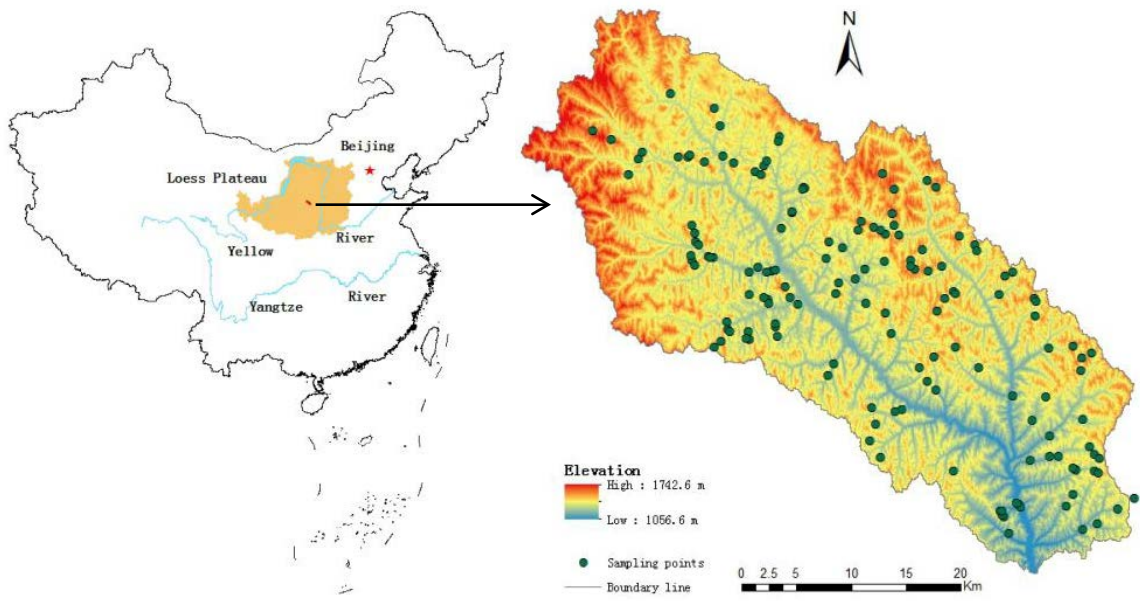 Beijing
Loess Plateau
Yellow
River
Yangtze
River
N
Elevation
High : 1742.6 m
Low : 1056.6 m
Sampling points
Boundary line
0 2.5 5 10 15 20
Km